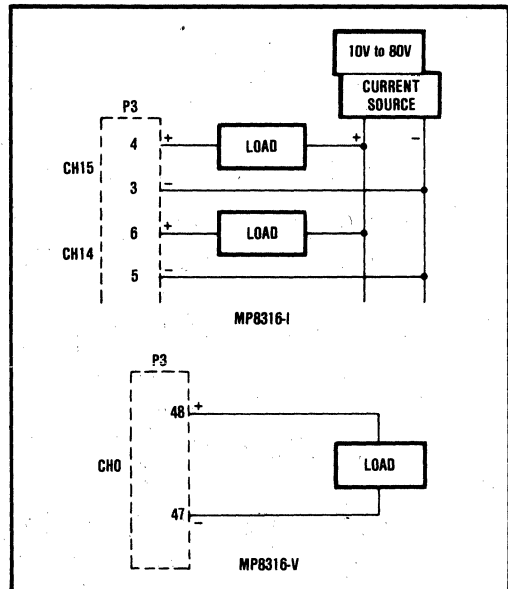 10V to 80V
CURRENT
SOURCE
P3
4
+
LOAD
+
−
CH15
3
−
6
+
LOAD
CH14
5
−
MP8316-I
P3
48
+
CH0
LOAD
47
−
MP8316-V